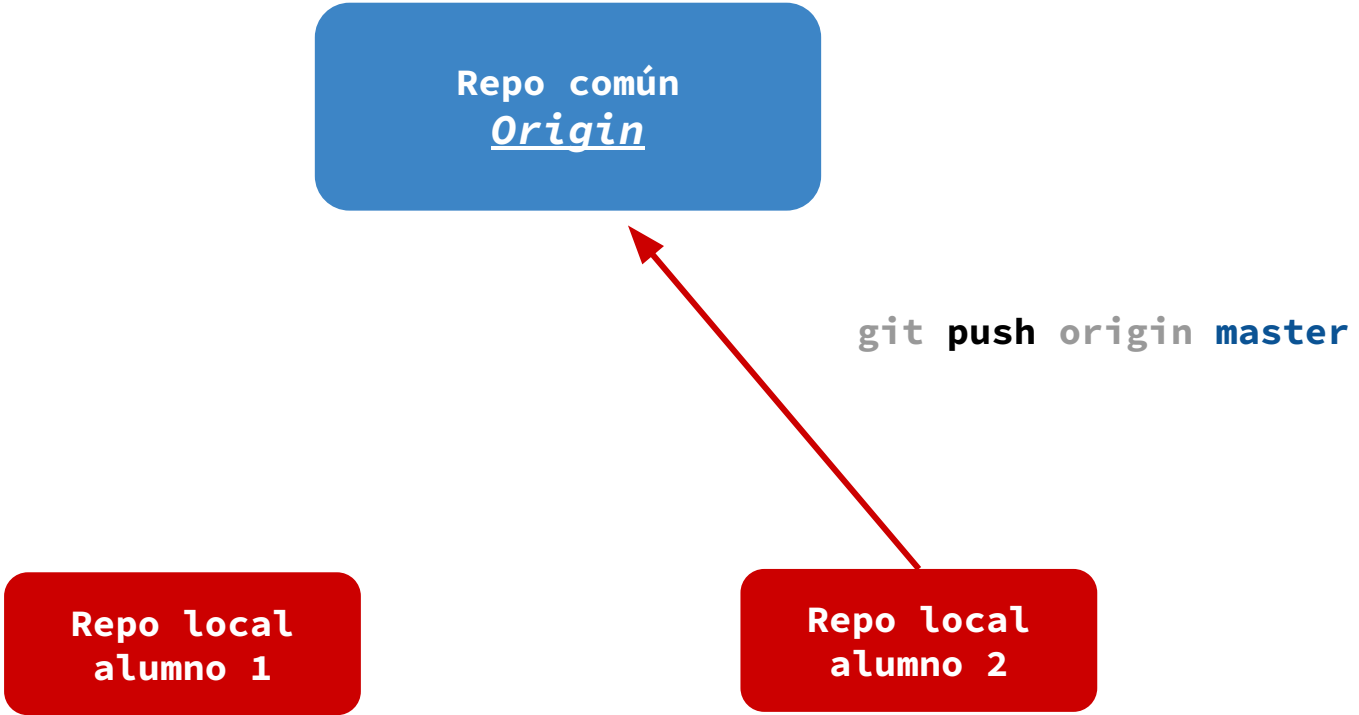 Repo común
Origin
git push origin master
Repo local
alumno 1
Repo local
alumno 2